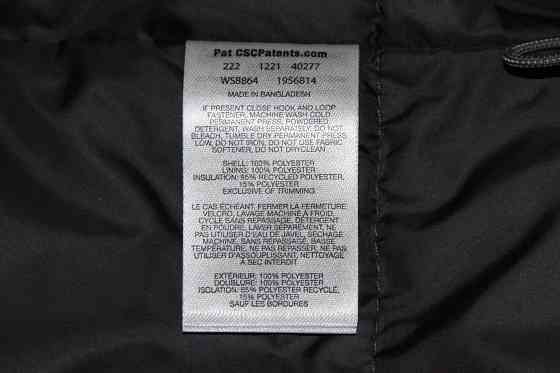 Pat CSCPatents.com
222 1221 40277
WS8864 1956814
MADE IN BANGLADESH
IF PRESENT CLOSE HOOK AND LOOP
FASTENER, MACHINE WASH COLD
PERMANENT PRESS, POWDERED
DETERGENT, WASH SEPARATELY, DO NOT
BLEACH, TUMBLE DRY PERMANENT PRESS
LOW, DO NOT IRON, DO NOT USE FABRIC
SOFTENER, DO NOT DRYCLEAN
SHELL: 100% POLYESTER
LINING: 100% POLYESTER
INSULATION: 85% RECYCLED POLYESTER,
15% POLYESTER
EXCLUSIVE OF TRIMMING
LE CAS ÉCHÉANT, FERMER LA FERMETURE
VELCRO, LAVAGE MACHINE À FROID,
CYCLE SANS REPASSAGE, DÉTERGENT
EN POUDRE, LAVER SÉPARÉMENT, NE
PAS UTILISER D'EAU DE JAVEL, SÉCHAGE
MACHINE, SANS REPASSAGE, BASSE
TEMPÉRATURE, NE PAS REPASSER, NE PAS
UTILISER D'ASSOUPLISSANT, NETTOYAGE
À SEC INTERDIT
EXTÉRIEUR: 100% POLYESTER
DOUBLURE: 100% POLYESTER
ISOLATION: 85% POLYESTER RECYCLÉ,
15% POLYESTER
SAUF LES BORDURES